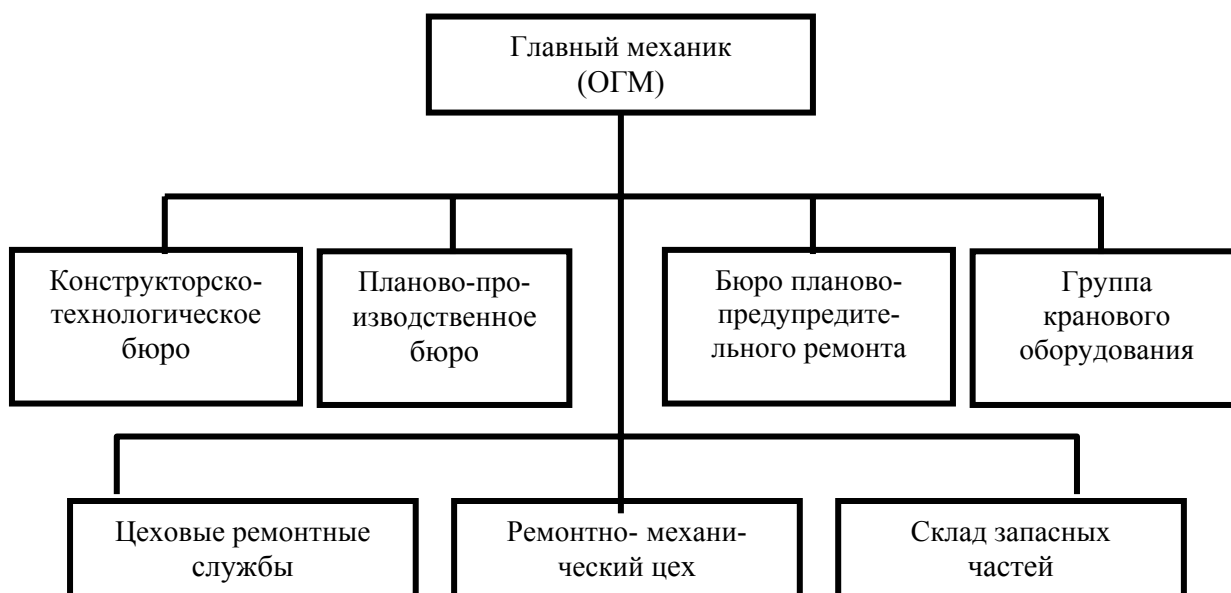 Главный механик
(ОГМ)
Конструкторско-
технологическое
бюро
Планово-про-
изводственное
бюро
Бюро планово-
предупредите-
льного ремонта
Группа
кранового
оборудования
Цеховые ремонтные
службы
Ремонтно- механи-
ческий цех
Склад запасных
частей